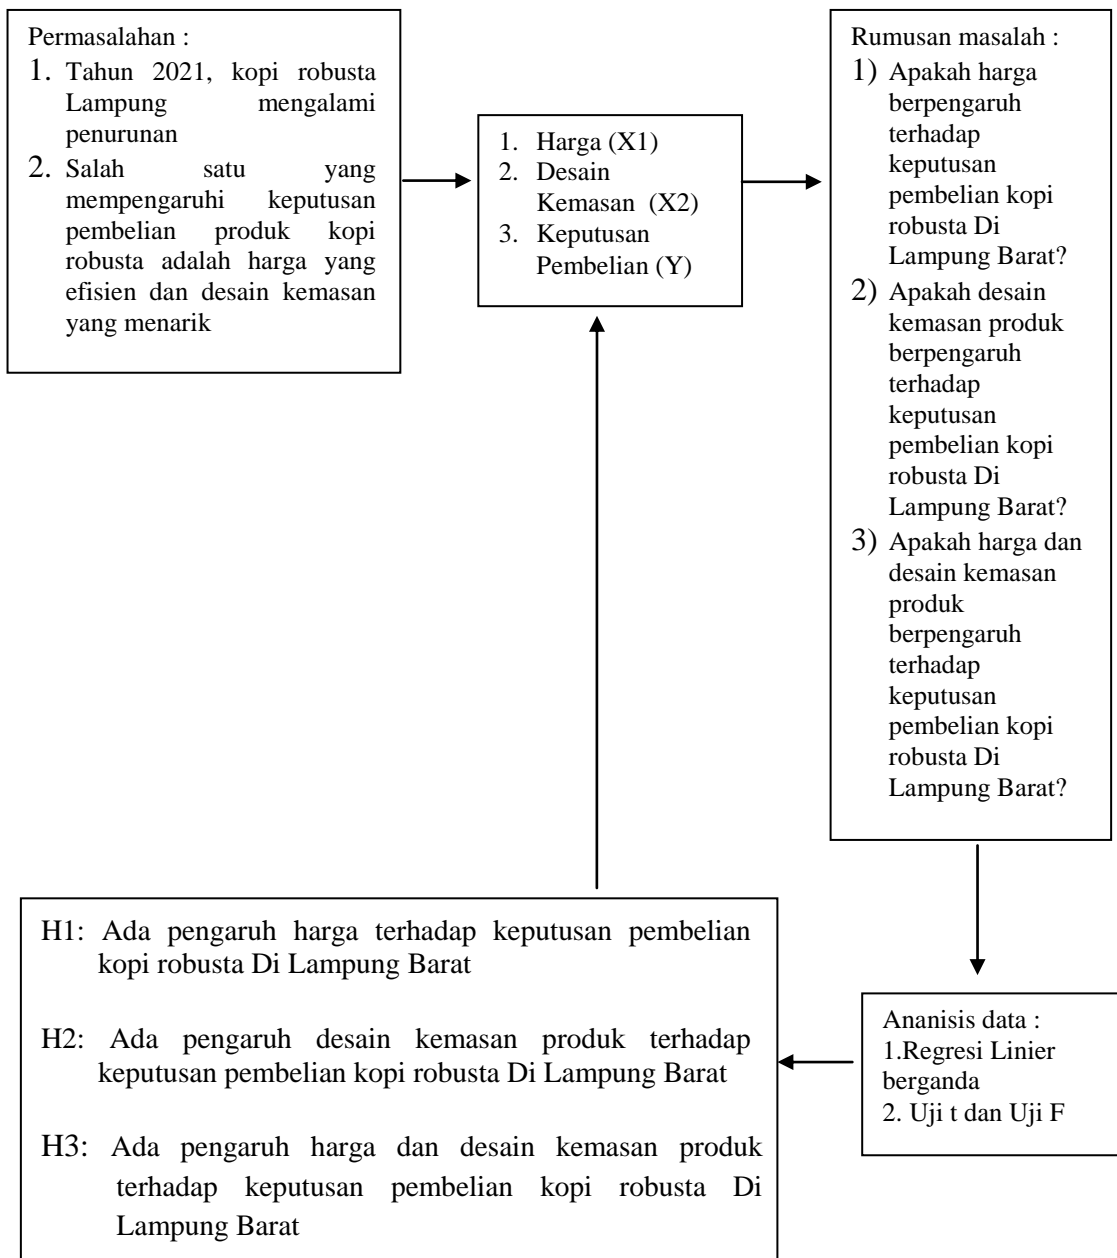 Permasalahan :
1. Tahun 2021, kopi robusta
Lampung mengalami
penurunan
2. Salah satu yang
mempengaruhi keputusan
pembelian produk kopi
robusta adalah harga yang
efisien dan desain kemasan
yang menarik
1. Harga (X1)
2. Desain
Kemasan (X2)
3. Keputusan
Pembelian (Y)
Rumusan masalah :
1) Apakah harga
berpengaruh
terhadap
keputusan
pembelian kopi
robusta Di
Lampung Barat?
2) Apakah desain
kemasan produk
berpengaruh
terhadap
keputusan
pembelian kopi
robusta Di
Lampung Barat?
3) Apakah harga dan
desain kemasan
produk
berpengaruh
terhadap
keputusan
pembelian kopi
robusta Di
Lampung Barat?
Ananisis data :
1.Regresi Linier
berganda
2. Uji t dan Uji F
H1: Ada pengaruh harga terhadap keputusan pembelian
kopi robusta Di Lampung Barat
H2: Ada pengaruh desain kemasan produk terhadap
keputusan pembelian kopi robusta Di Lampung Barat
H3: Ada pengaruh harga dan desain kemasan produk
terhadap keputusan pembelian kopi robusta Di
Lampung Barat